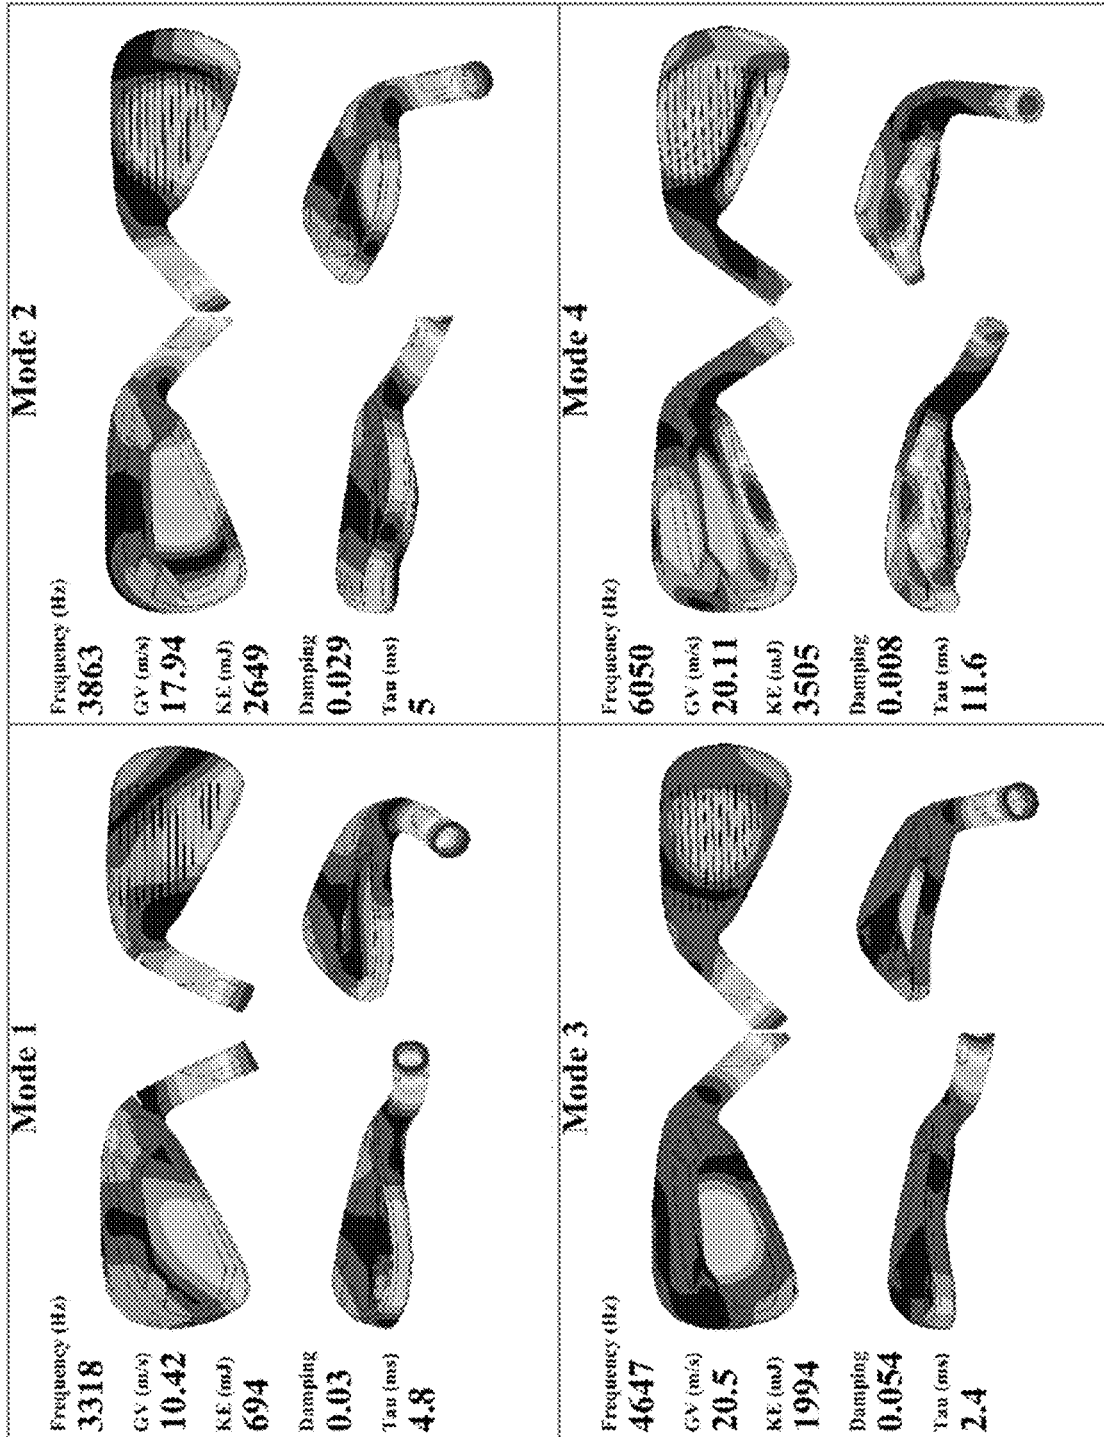 Mode 1
Frequency (Hz)
3318
GV (m/s)
10.42
KE (mJ)
694
Damping
0.03
Tau (ms)
4.8
Mode 2
Frequency (Hz)
3863
GV (m/s)
17.94
KE (mJ)
2649
Damping
0.029
Tau (ms)
5
Mode 3
Frequency (Hz)
4647
GV (m/s)
20.5
KE (mJ)
1994
Damping
0.054
Tau (ms)
2.4
Mode 4
Frequency (Hz)
6050
GV (m/s)
20.11
KE (mJ)
3505
Damping
0.008
Tau (ms)
11.6